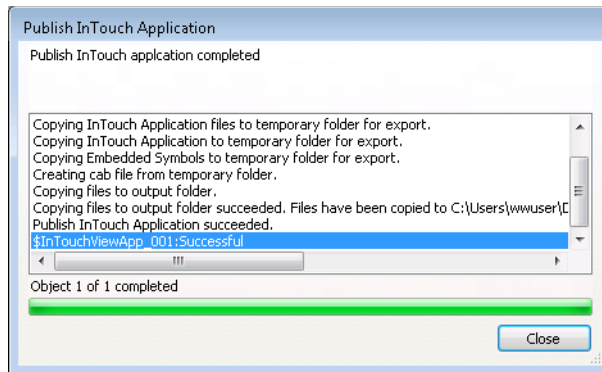 Publish InTouch Application
Publish InTouch applcation completed
Copying InTouch Application files to temporary folder for export.
Copying InTouch Application to temporary folder for export.
Copying Embedded Symbols to temporary folder for export.
Creating cab file from temporary folder.
Copying files to output folder.
Copying files to output folder succeeded. Files have been copied to C:\Users\wwuser\D
Publish InTouch Application succeeded.
$InTouchViewApp_001:Successful
Object 1 of 1 completed
Close